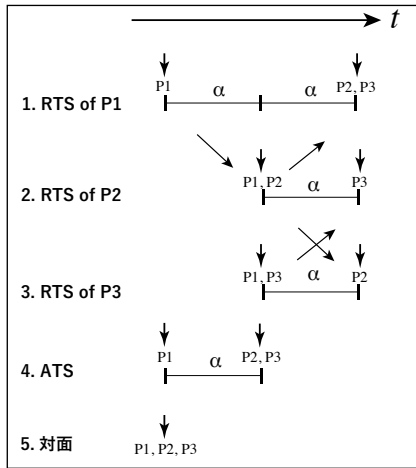 t
P1 P2, P3
α α
1. RTS of P1
P1, P2 P3
α
2. RTS of P2
P1, P3 P2
α
3. RTS of P3
P1 P2, P3
α
4. ATS
5. 対面
P1, P2, P3